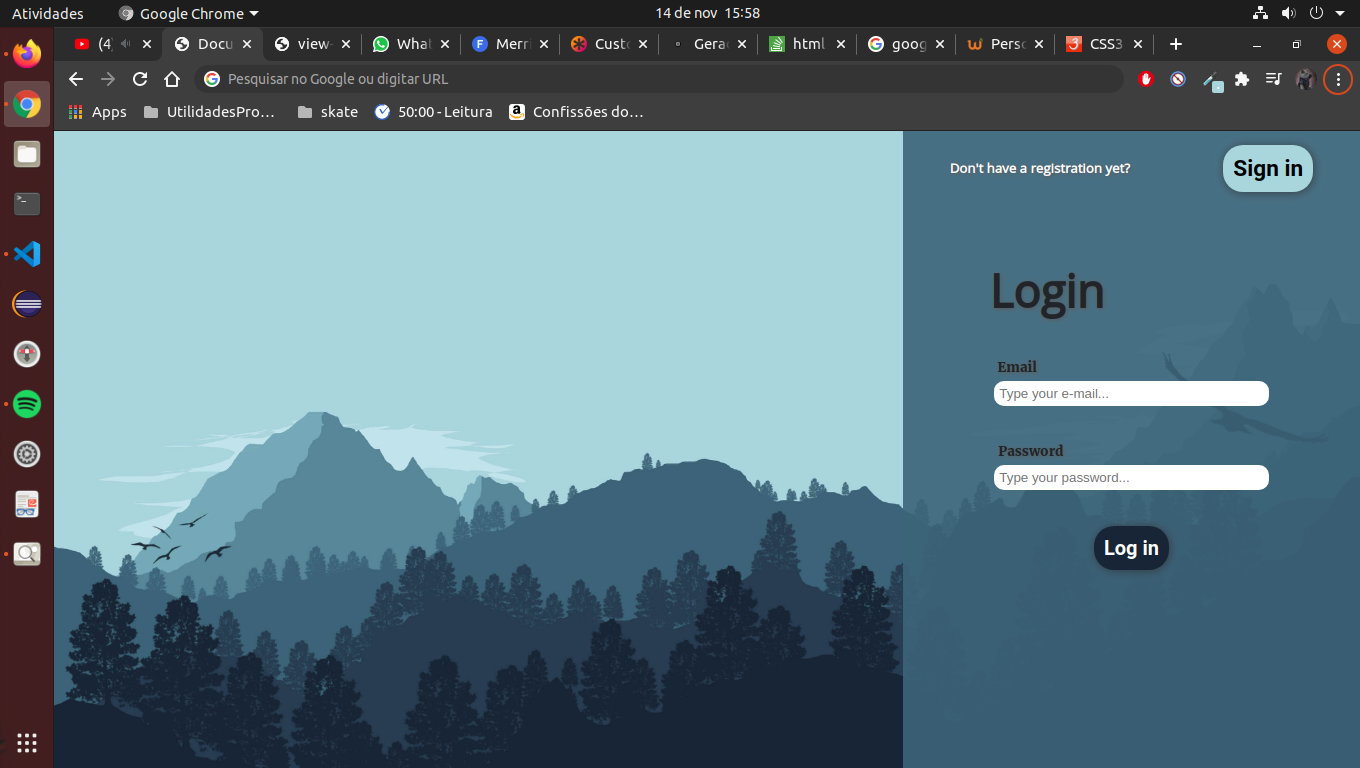 Atividades
Google Chrome
14 de nov 15:58
(4
Docu
view-
What
Merri
Custo
Gerad
html
goog
Perso
CSS3
Pesquisar no Google ou digitar URL
Apps
UtilidadesPro…
skate
50:00 - Leitura
Confissões do…
Don't have a registration yet?
Sign in
Login
Email
Type your e-mail...
Password
Type your password...
Log in